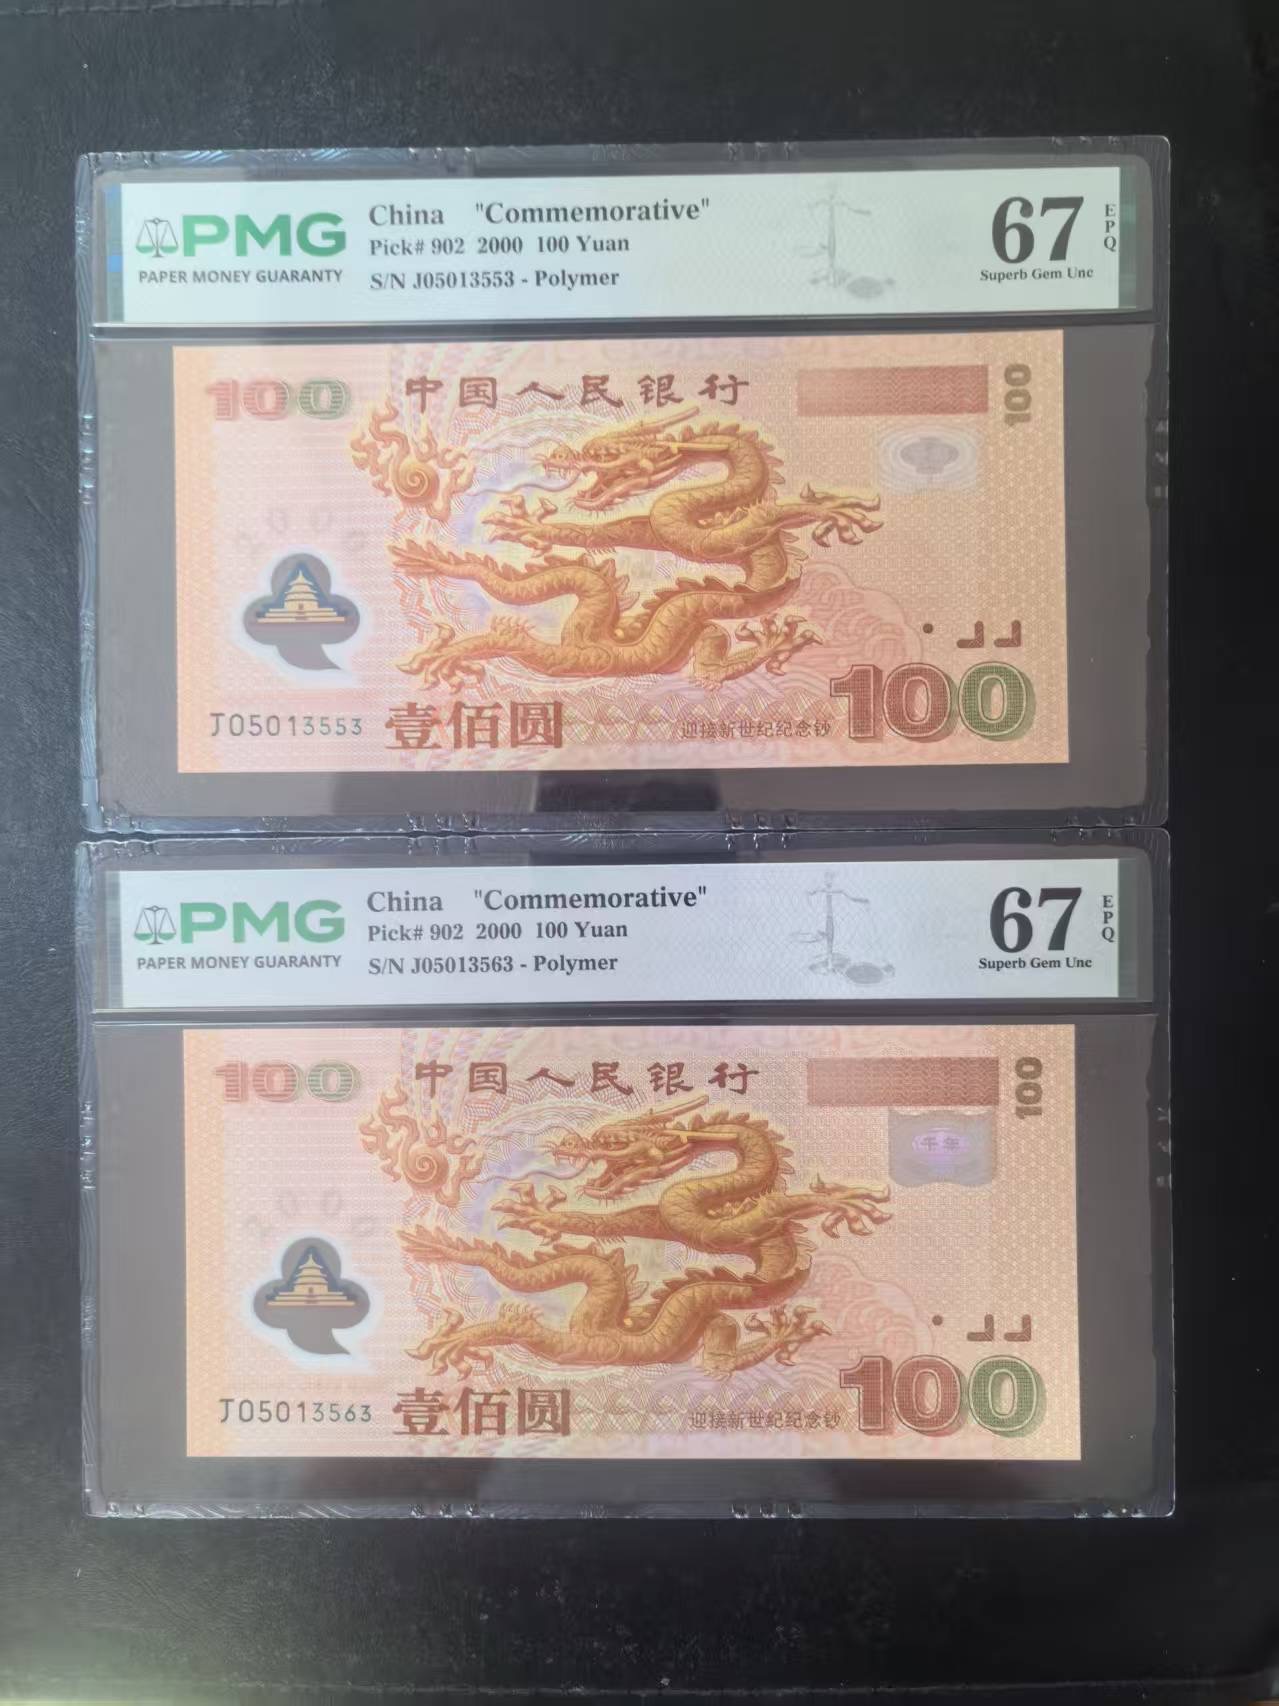 PMG
PAPER MONEY GUARANTY
China "Commemorative"
Pick# 902 2000 100 Yuan
S/N J05013553 - Polymer
67
EPQ
Superb Gem Unc
100
中国人民银行
100
2000
J05013553
壹佰圆
迎接新世纪纪念钞
100
PMG
PAPER MONEY GUARANTY
China "Commemorative"
Pick# 902 2000 100 Yuan
S/N J05013563 - Polymer
67
EPQ
Superb Gem Unc
100
中国人民银行
100
千年
2000
J05013563
壹佰圆
迎接新世纪纪念钞
100